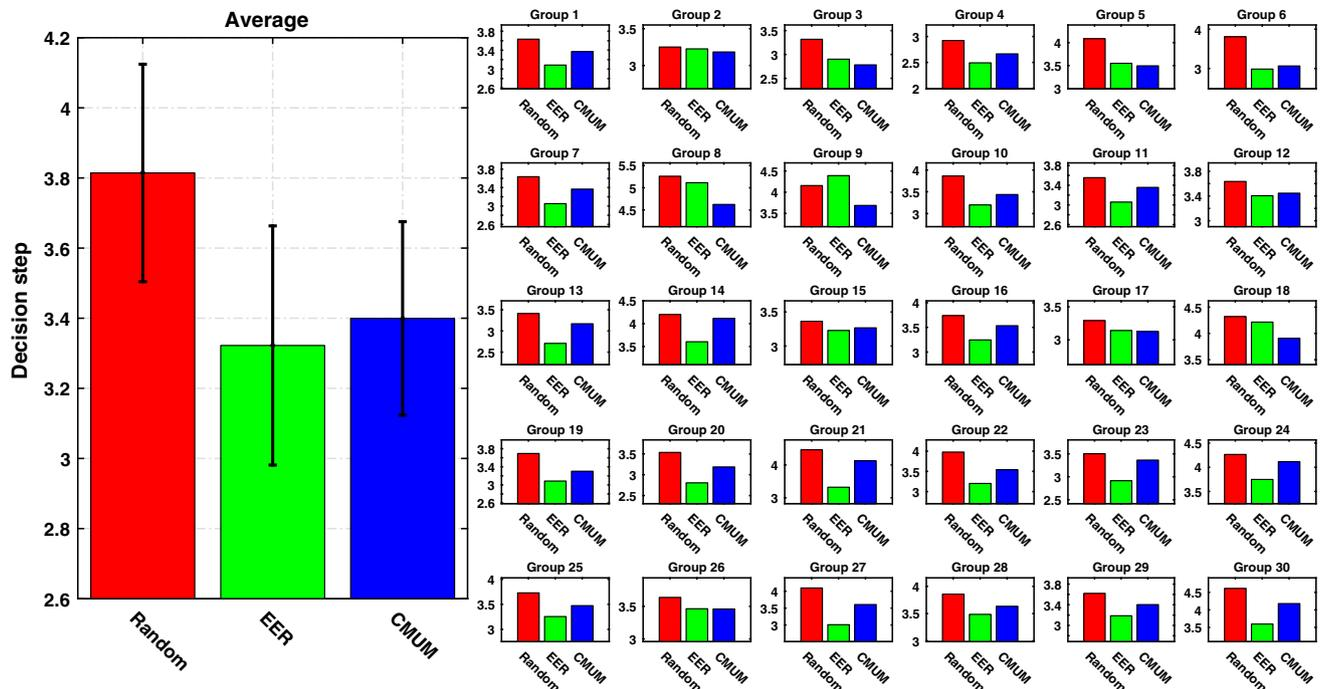 Average
Decision step
4.2
4
3.8
3.6
3.4
3.2
3
2.8
2.6
Random
EER
CMUM
Group 1
3.8
3.4
3
2.6
Random
EER
CMUM
Group 2
3.5
3
Random
EER
CMUM
Group 3
3.5
3
2.5
Random
EER
CMUM
Group 4
3
2.5
2
Random
EER
CMUM
Group 5
4
3.5
3
Random
EER
CMUM
Group 6
4
3
Random
EER
CMUM
Group 7
3.8
3.4
3
2.6
Random
EER
CMUM
Group 8
5.5
5
4.5
Random
EER
CMUM
Group 9
4.5
4
3.5
Random
EER
CMUM
Group 10
4
3.5
3
Random
EER
CMUM
Group 11
3.8
3.4
3
2.6
Random
EER
CMUM
Group 12
3.8
3.4
3
Random
EER
CMUM
Group 13
3.5
3
2.5
Random
EER
CMUM
Group 14
4.5
4
3.5
Random
EER
CMUM
Group 15
3.5
3
Random
EER
CMUM
Group 16
4
3.5
3
Random
EER
CMUM
Group 17
3.5
3
Random
EER
CMUM
Group 18
4.5
4
3.5
Random
EER
CMUM
Group 19
3.8
3.4
3
2.6
Random
EER
CMUM
Group 20
3.5
3
2.5
Random
EER
CMUM
Group 21
4
3
Random
EER
CMUM
Group 22
4
3.5
3
Random
EER
CMUM
Group 23
3.5
3
2.5
Random
EER
CMUM
Group 24
4.5
4
3.5
Random
EER
CMUM
Group 25
4
3.5
3
Random
EER
CMUM
Group 26
3.5
3
Random
EER
CMUM
Group 27
4
3.5
3
Random
EER
CMUM
Group 28
4
3.5
3
Random
EER
CMUM
Group 29
3.8
3.4
3
Random
EER
CMUM
Group 30
4.5
4
3.5
Random
EER
CMUM